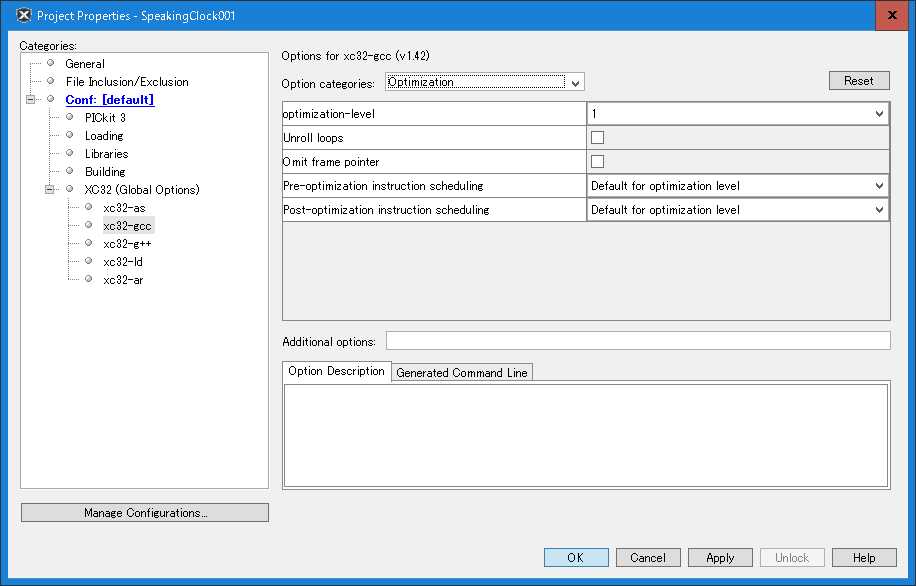 Project Properties - SpeakingClock001
Categories:
General
File Inclusion/Exclusion
Conf: [default]
PICkit 3
Loading
Libraries
Building
XC32 (Global Options)
xc32-as
xc32-gcc
xc32-g++
xc32-ld
xc32-ar
Manage Configurations...
Options for xc32-gcc (v1.42)
Option categories: Optimization
Reset
optimization-level 1
Unroll loops
Omit frame pointer
Pre-optimization instruction scheduling Default for optimization level
Post-optimization instruction scheduling Default for optimization level
Additional options:
Option Description Generated Command Line
OK Cancel Apply Unlock Help